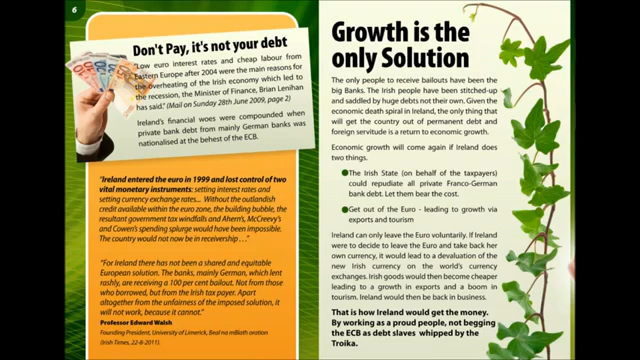 6
Don't Pay, it's not your debt
"Low euro interest rates and cheap labour from
Eastern Europe after 2004 were the main reasons for
the overheating of the Irish economy which led to
the recession, the Minister of Finance, Brian Lenihan
has said." (Mail on Sunday 28th June 2009, page 2)
Ireland's financial woes were compounded when
private bank debt from mainly German banks was
nationalised at the behest of the ECB.
"Ireland entered the euro in 1999 and lost control of two
vital monetary instruments: setting interest rates and
setting currency exchange rates... Without the outlandish
credit available within the euro zone, the building bubble, the
resultant government tax windfalls and Ahern's, McCreevy's
and Cowen's spending splurge would have been impossible.
The country would not now be in receivership ..."
"For Ireland there has not been a shared and equitable
European solution. The banks, mainly German, which lent
rashly, are receiving a 100 per cent bailout. Not from those
who borrowed, but from the Irish tax payer. Apart
altogether from the unfairness of the imposed solution, it
will not work, because it cannot."
Professor Edward Walsh
Founding President, University of Limerick, Beal na mBlath oration
(Irish Times, 22-8-2011).
Growth is the
only Solution
The only people to receive bailouts have been the
big Banks. The Irish people have been stitched-up
and saddled by huge debts not their own. Given the
economic death spiral in Ireland, the only thing that
will get the country out of permanent debt and
foreign servitude is a return to economic growth.
Economic growth will come again if Ireland does
two things.
The Irish State (on behalf of the taxpayers)
could repudiate all private Franco-German
bank debt. Let them bear the cost.
Get out of the Euro - leading to growth via
exports and tourism
Ireland can only leave the Euro voluntarily. If Ireland
were to decide to leave the Euro and take back her
own currency, it would lead to a devaluation of
the new Irish currency on the world's currency
exchanges. Irish goods would then become cheaper
leading to a growth in exports and a boom in
tourism. Ireland would then be back in business.
That is how Ireland would get the money.
By working as a proud people, not begging
the ECB as debt slaves whipped by the
Troika.